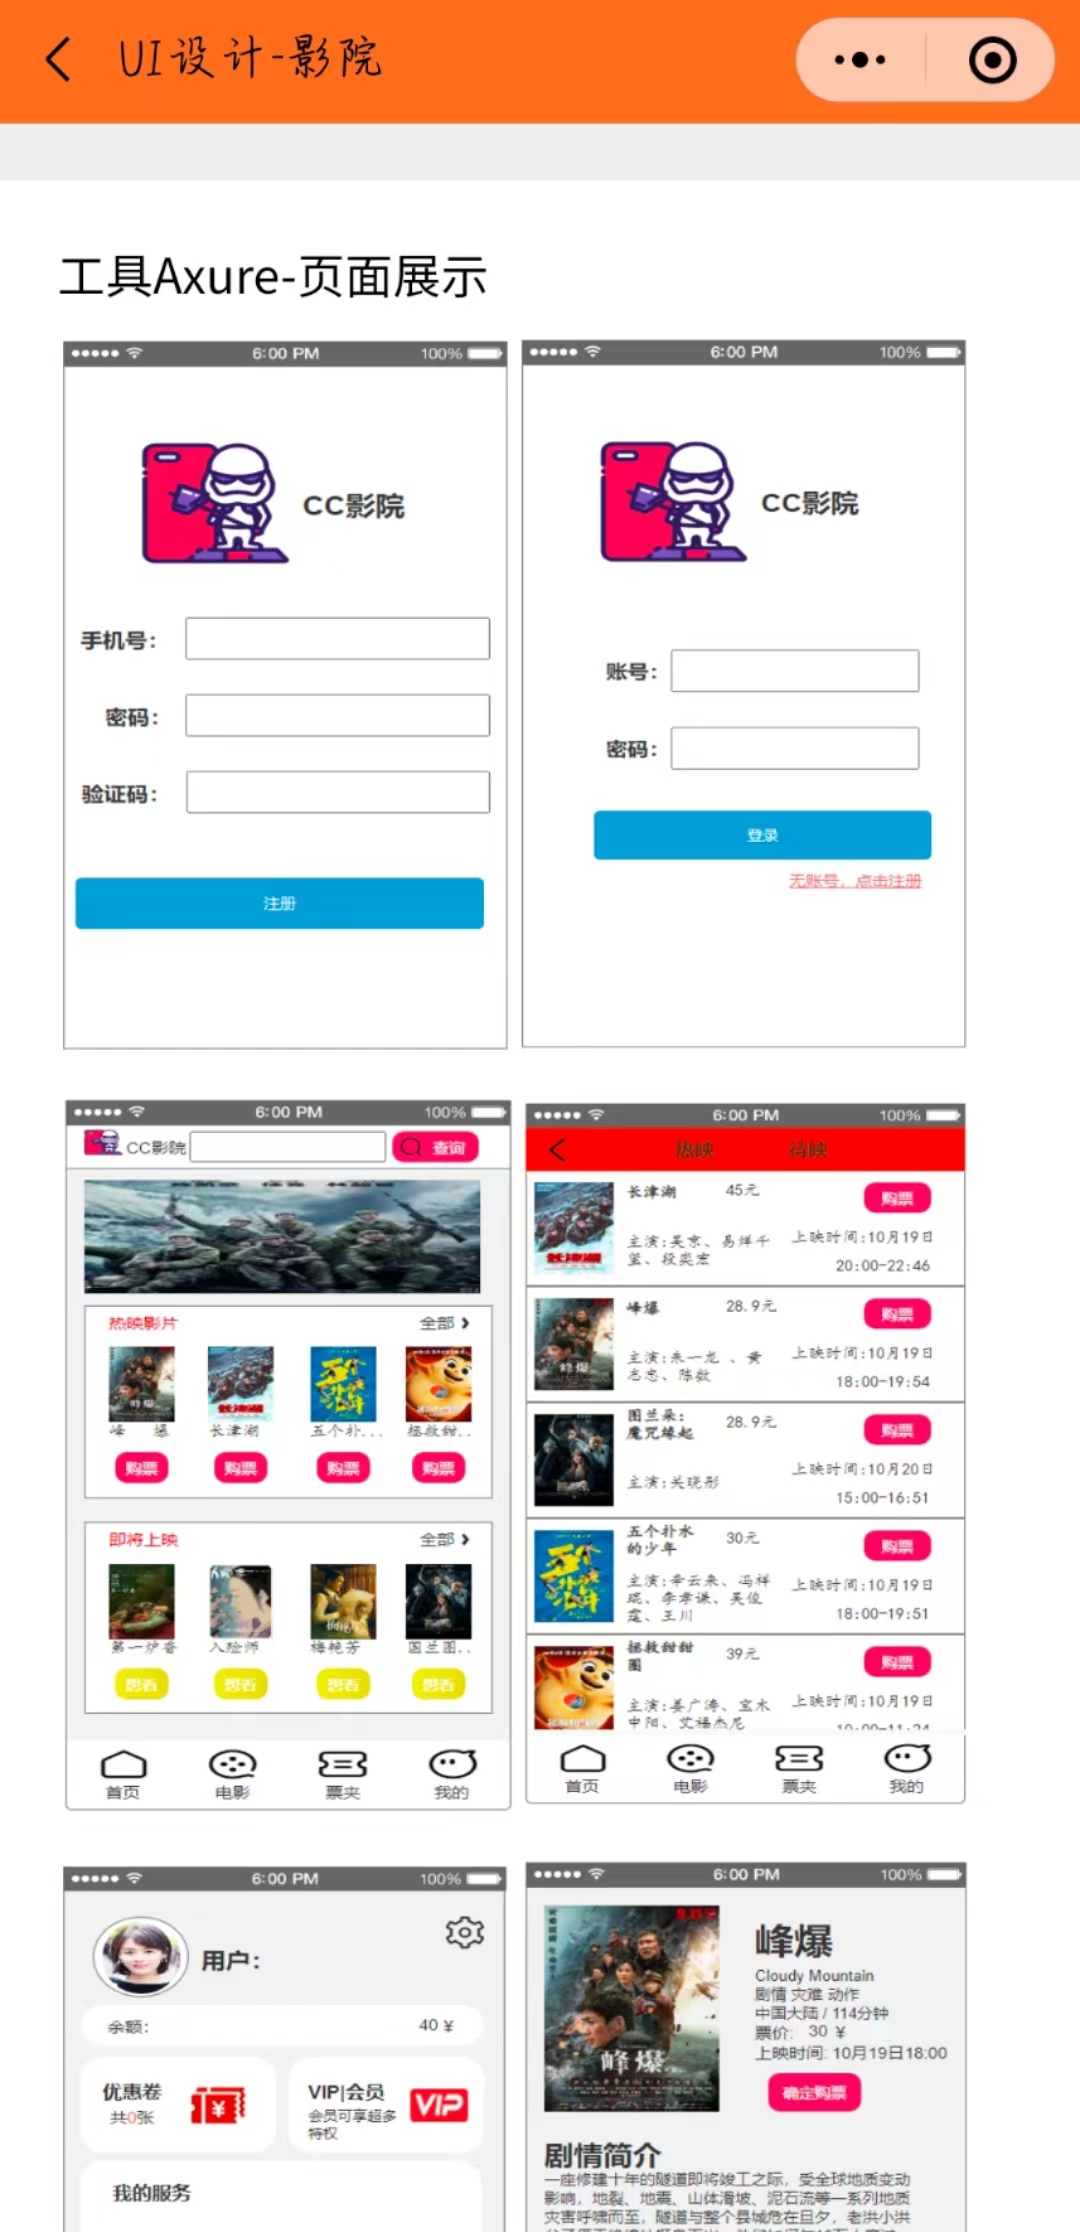 UI设计-影院
工具Axure-页面展示
6:00 PM 100%
CC影院
手机号：
密码：
验证码：
注册
6:00 PM 100%
CC影院
账号：
密码：
登录
无账号，点击注册
6:00 PM 100%
CC影院 查询
热映影片 全部
峰 爆 长津湖 五个扑... 拯救甜..
购票 购票 购票 购票
即将上映 全部
第一炉香 入殓师 梅艳芳 图兰图..
想看 想看 想看 想看
首页 电影 票夹 我的
6:00 PM 100%
热映 待映
长津湖 45元 购票
主演:吴京、易烊千
玺、段奕宏
上映时间:10月19日
20:00-22:46
峰爆 28.9元 购票
主演:朱一龙 、黄
志忠、陈数
上映时间:10月19日
18:00-19:54
图兰朵:
魔咒缘起
28.9元 购票
主演:关晓彤
上映时间:10月20日
15:00-16:51
五个扑水
的少年
30元 购票
主演:辛云来、冯祥
琨、李孝谦、吴俊
霆、王川
上映时间:10月19日
18:00-19:51
拯救甜甜
圈
39元 购票
主演:姜广涛、宝木
中阳、艾福杰尼
上映时间:10月19日
首页 电影 票夹 我的
6:00 PM 100%
用户：
余额: 40 ¥
优惠卷
共0张
VIP|会员
会员可享超多
特权
VIP
我的服务
6:00 PM 100%
峰爆
峰爆
Cloudy Mountain
剧情 灾难 动作
中国大陆 / 114分钟
票价: 30 ¥
上映时间: 10月19日18:00
确定购票
剧情简介
一座修建十年的隧道即将竣工之际，受全球地质变动
影响，地裂、地震、山体滑坡、泥石流等一系列地质
灾害呼啸而至，隧道与整个县城危在旦夕，老洪小洪